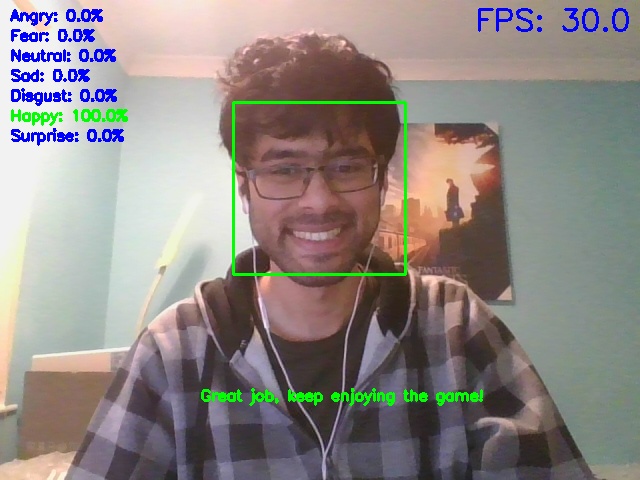 Angry: 0.0%
FPS: 30.0
Fear: 0.0%
Neutral: 0.0%
Sad: 0.0%
Disgust: 0.0%
Happy: 100.0%
Surprise: 0.0%
FANTASTIC
Great job, keep enjoying the game!